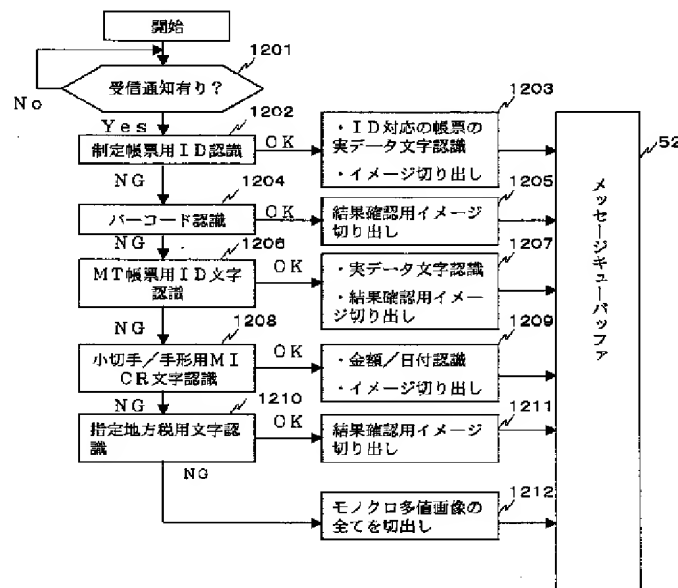 開始
1201
受信通知有り？
No
Yes
1202
制定帳票用ID認識
OK
1203
・ID対応の帳票の
実データ文字認識
・イメージ切り出し
NG
1204
バーコード認識
OK
1205
結果確認用イメージ
切り出し
NG
1206
MT帳票用ID文字
認識
OK
1207
・実データ文字認識
・結果確認用イメー
ジ切り出し
NG
1208
小切手／手形用MI
CR文字認識
OK
1209
・金額／日付認識
・イメージ切り出し
NG
1210
指定地方税用文字認
識
OK
1211
結果確認用イメージ
切り出し
NG
1212
モノクロ多値画像の
全てを切出し
52
メッセージキューバッファ